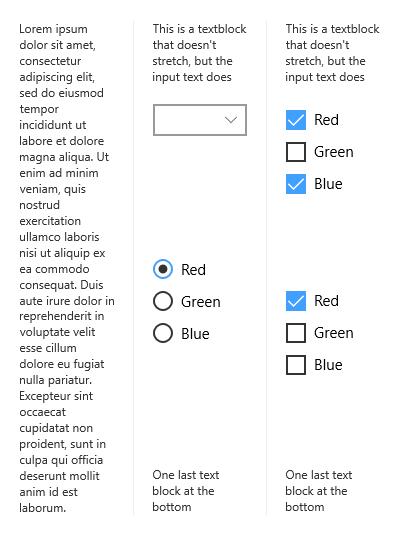 Lorem ipsum
dolor sit amet,
consectetur
adipiscing elit,
sed do eiusmod
tempor
incididunt ut
labore et dolore
magna aliqua. Ut
enim ad minim
veniam, quis
nostrud
exercitation
ullamco laboris
nisi ut aliquip ex
ea commodo
consequat. Duis
aute irure dolor in
reprehenderit in
voluptate velit
esse cillum
dolore eu fugiat
nulla pariatur.
Excepteur sint
occaecat
cupidatat non
proident, sunt in
culpa qui officia
deserunt mollit
anim id est
laborum.
This is a textblock
that doesn't
stretch, but the
input text does
Red
Green
Blue
One last text
block at the
bottom
This is a textblock
that doesn't
stretch, but the
input text does
Red
Green
Blue
Red
Green
Blue
One last text
block at the
bottom